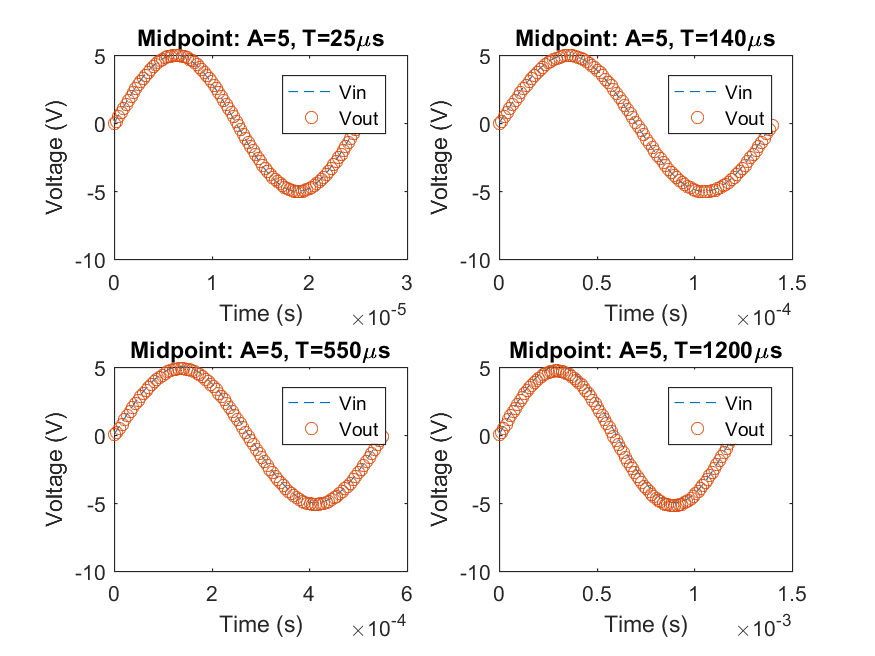 Midpoint: A=5, T=25μs
5
0
-5
-10
Voltage (V)
Vin
Vout
0 1 2 3
Time (s)
×10-5
Midpoint: A=5, T=140μs
5
0
-5
-10
Voltage (V)
Vin
Vout
0 0.5 1 1.5
Time (s)
×10-4
Midpoint: A=5, T=550μs
5
0
-5
-10
Voltage (V)
Vin
Vout
0 2 4 6
Time (s)
×10-4
Midpoint: A=5, T=1200μs
5
0
-5
-10
Voltage (V)
Vin
Vout
0 0.5 1 1.5
Time (s)
×10-3